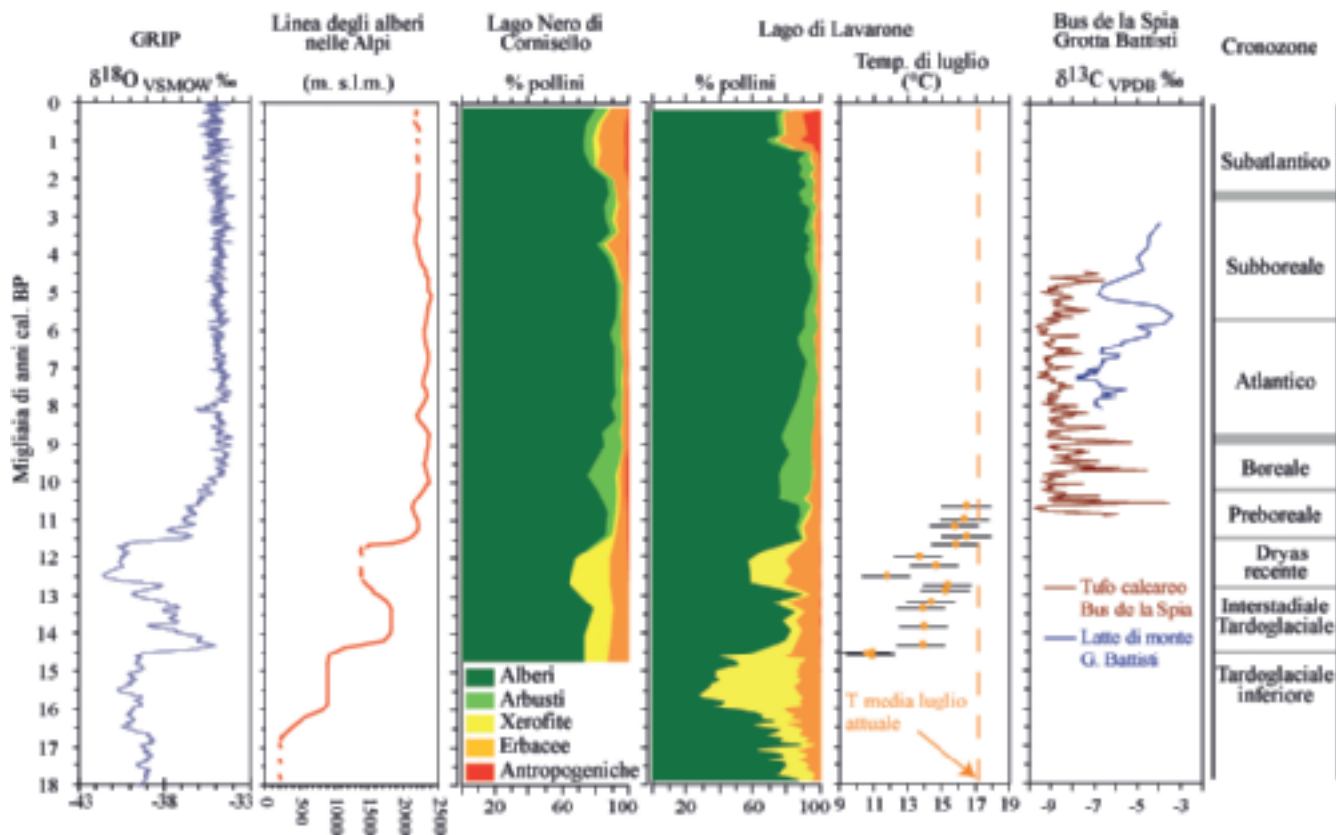 GRIP
δ18O VSMOW ‰
Linea degli alberi
nelle Alpi
(m. s.l.m.)
Lago Nero di
Cornisello
% pollini
Lago di Lavarone
% pollini
Temp. di luglio
(°C)
Bus de la Spia
Grotta Battisti
δ13C VPDB ‰
Cronozone
Migliaia di anni cal. BP
0
1
2
3
4
5
6
7
8
9
10
11
12
13
14
15
16
17
18
-43
-38
-33
0
500
1000
1500
2000
2500
20
60
100
20
60
100
9
11
13
15
17
19
-9
-7
-5
-3
Alberi
Arbusti
Xerofite
Erbacee
Antropogeniche
T media luglio
attuale
Tufo calcareo
Bus de la Spia
Latte di monte
G. Battisti
Subatlantico
Subboreale
Atlantico
Boreale
Preboreale
Dryas
recente
Interstadiale
Tardoglaciale
Tardoglaciale
inferiore